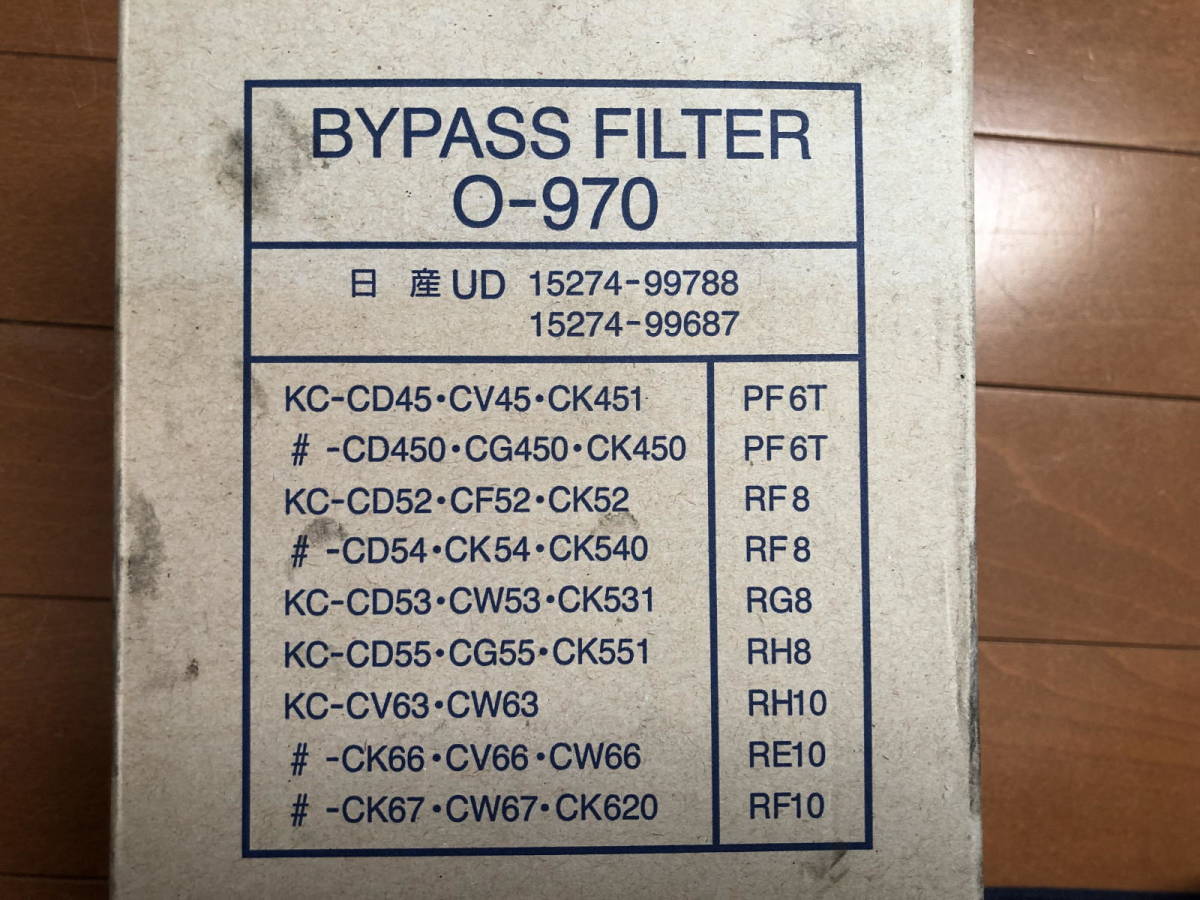 BYPASS FILTER
O-970
日 産 UD 15274-99788
15274-99687
KC-CD45・CV45・CK451 PF6T
# -CD450・CG450・CK450 PF6T
KC-CD52・CF52・CK52 RF8
# -CD54・CK54・CK540 RF8
KC-CD53・CW53・CK531 RG8
KC-CD55・CG55・CK551 RH8
KC-CV63・CW63 RH10
# -CK66・CV66・CW66 RE10
# -CK67・CW67・CK620 RF10